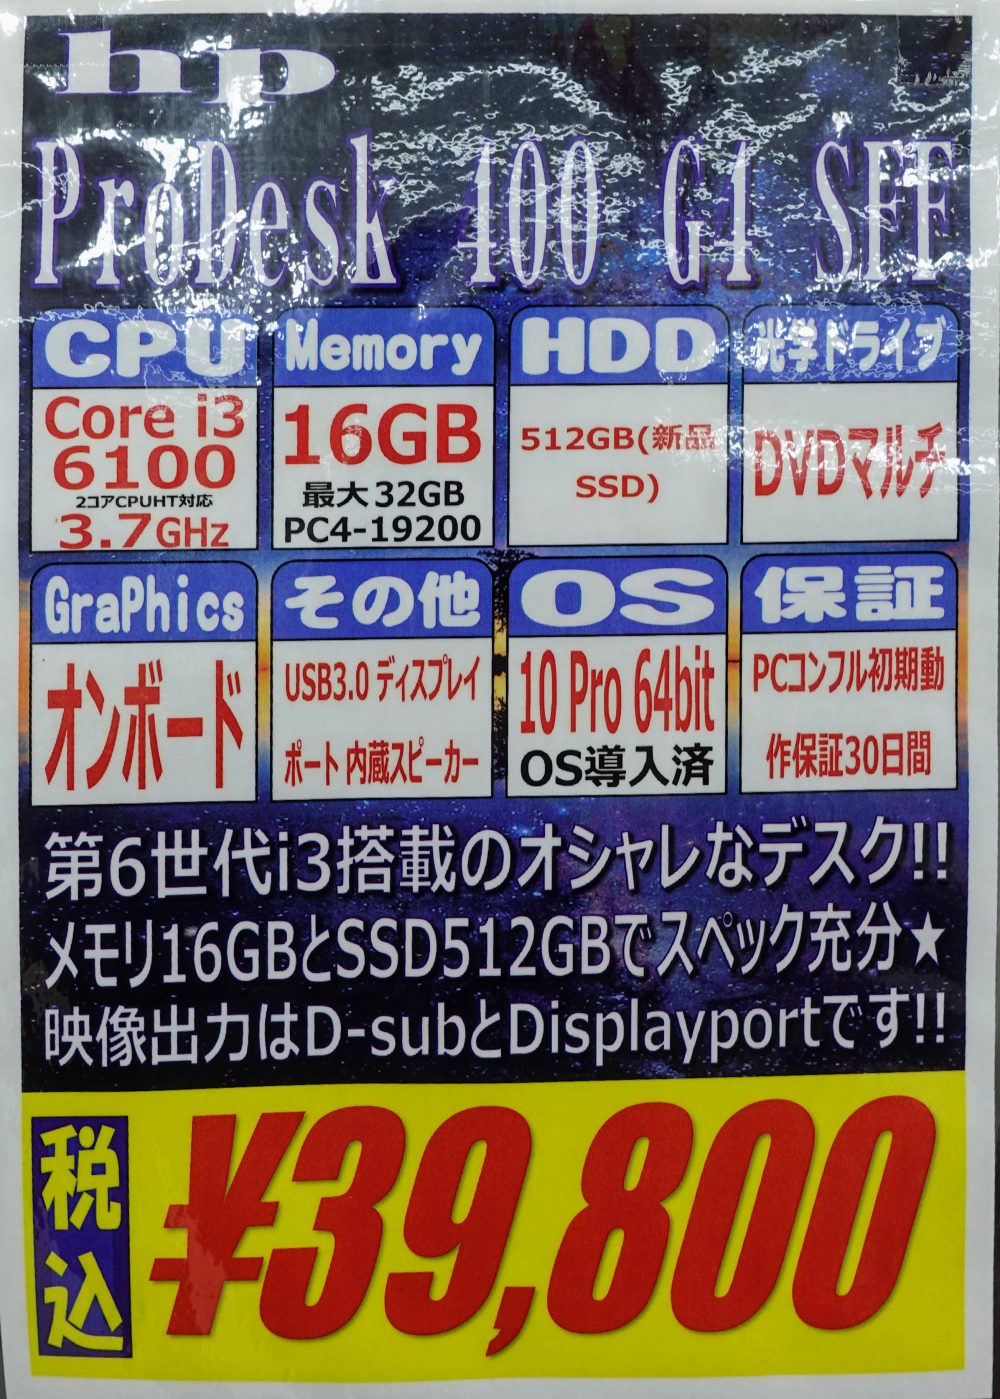 hp
ProDesk 400 G4 SFF
CPU
Core i3
6100
2コアCPUHT対応
3.7GHz
Memory
16GB
最大32GB
PC4-19200
HDD
512GB(新品
SSD)
光学ドライブ
DVDマルチ
GraPhics
オンボード
その他
USB3.0 ディスプレイ
ポート 内蔵スピーカー
OS
10 Pro 64bit
OS導入済
保証
PCコンフル初期動
作保証30日間
第6世代i3搭載のオシャレなデスク!!
メモリ16GBとSSD512GBでスペック充分★
映像出力はD-subとDisplayportです!!
税込
¥39,800